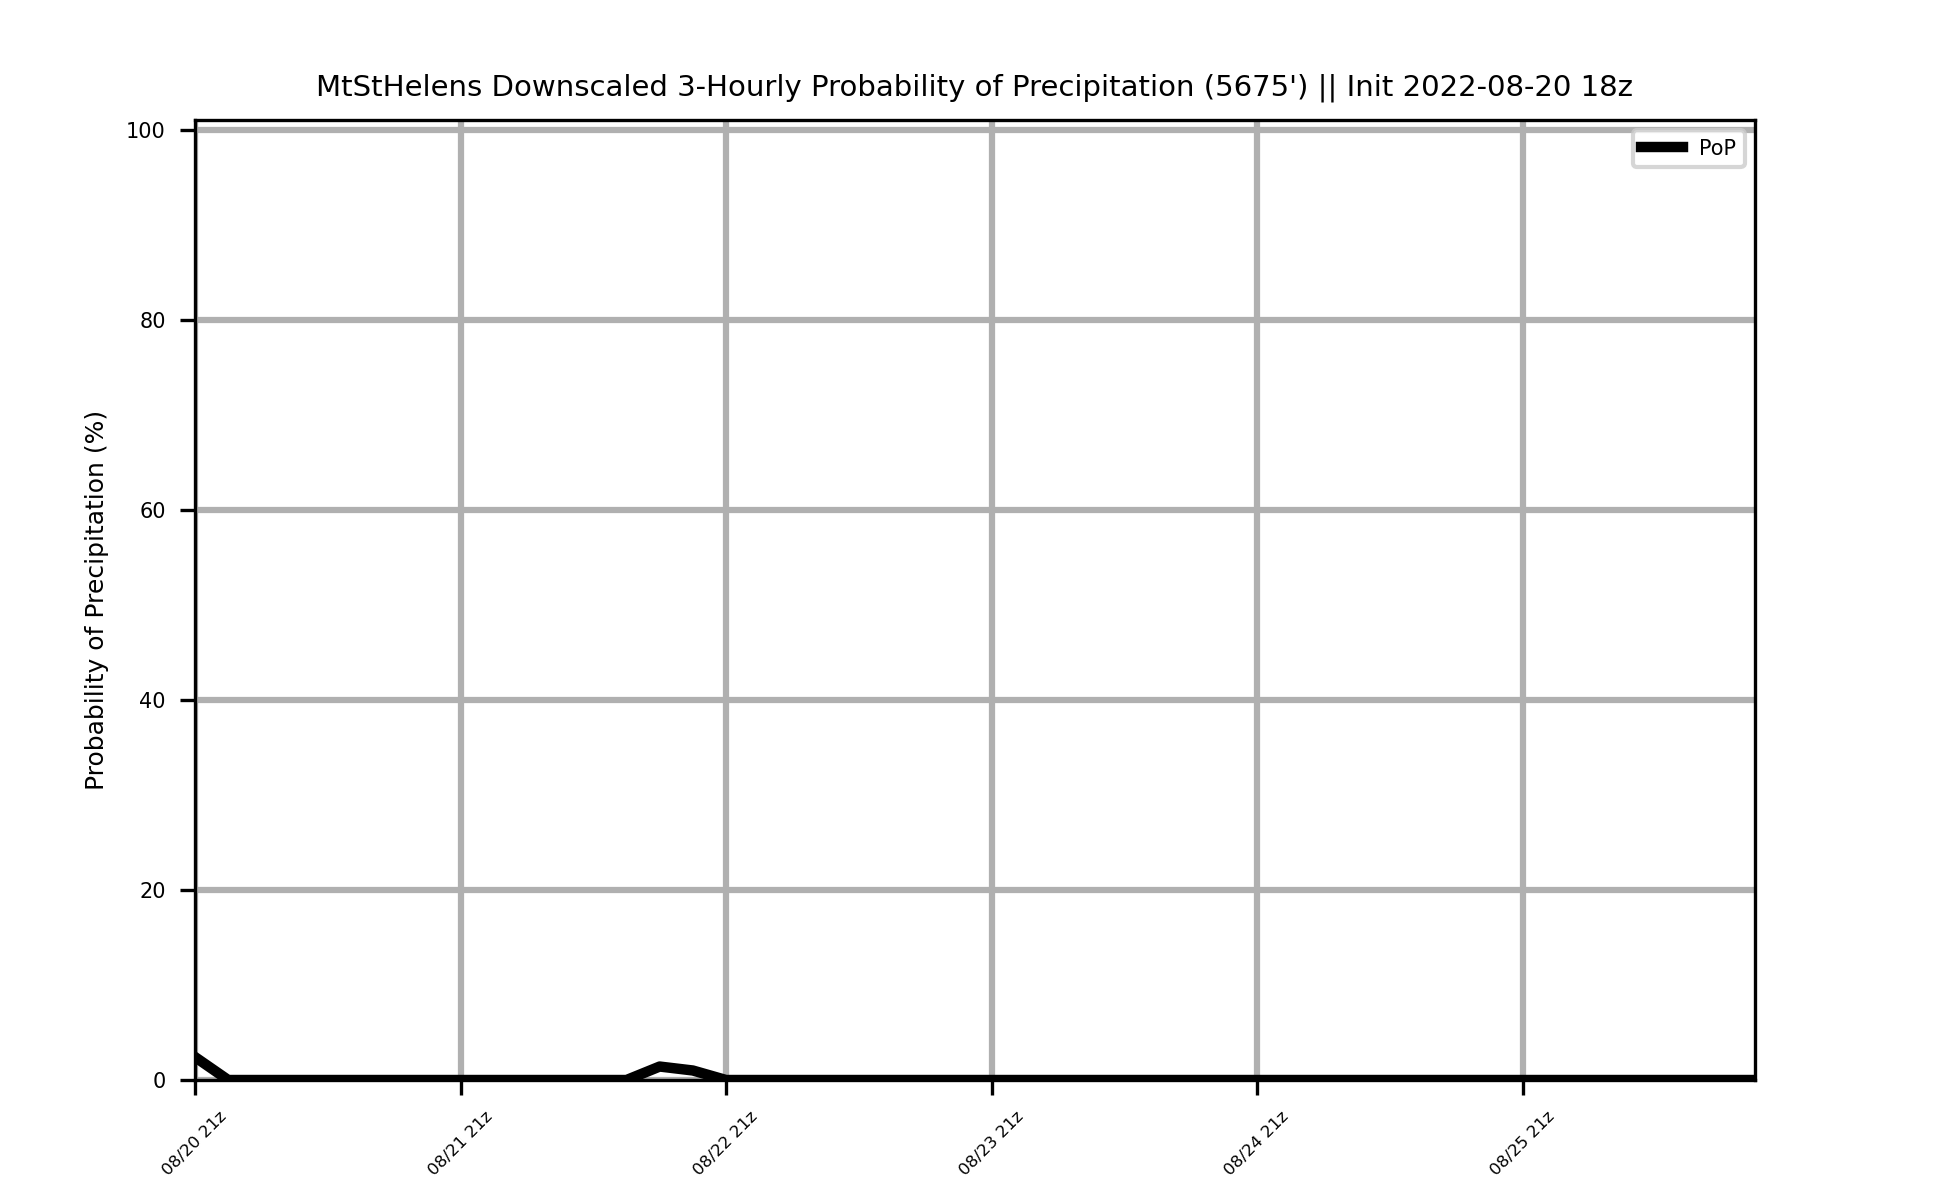 MtStHelens Downscaled 3-Hourly Probability of Precipitation (5675') || Init 2022-08-20 18z
PoP
Probability of Precipitation (%)
100
80
60
40
20
0
08/20 21z
08/21 21z
08/22 21z
08/23 21z
08/24 21z
08/25 21z